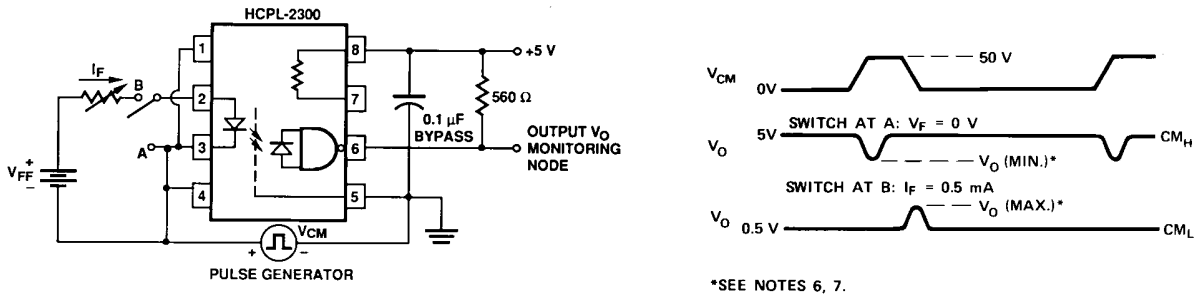 HCPL-2300
I_F
B
A
V_FF
+
–
1
2
3
4
8
7
6
5
+5 V
560 Ω
0.1 µF
BYPASS
OUTPUT V_O
MONITORING
NODE
V_CM
+
–
PULSE GENERATOR
V_CM
50 V
0V
SWITCH AT A: V_F = 0 V
5V
V_O
CM_H
V_O (MIN.)*
SWITCH AT B: I_F = 0.5 mA
V_O (MAX.)*
V_O 0.5 V
CM_L
*SEE NOTES 6, 7.